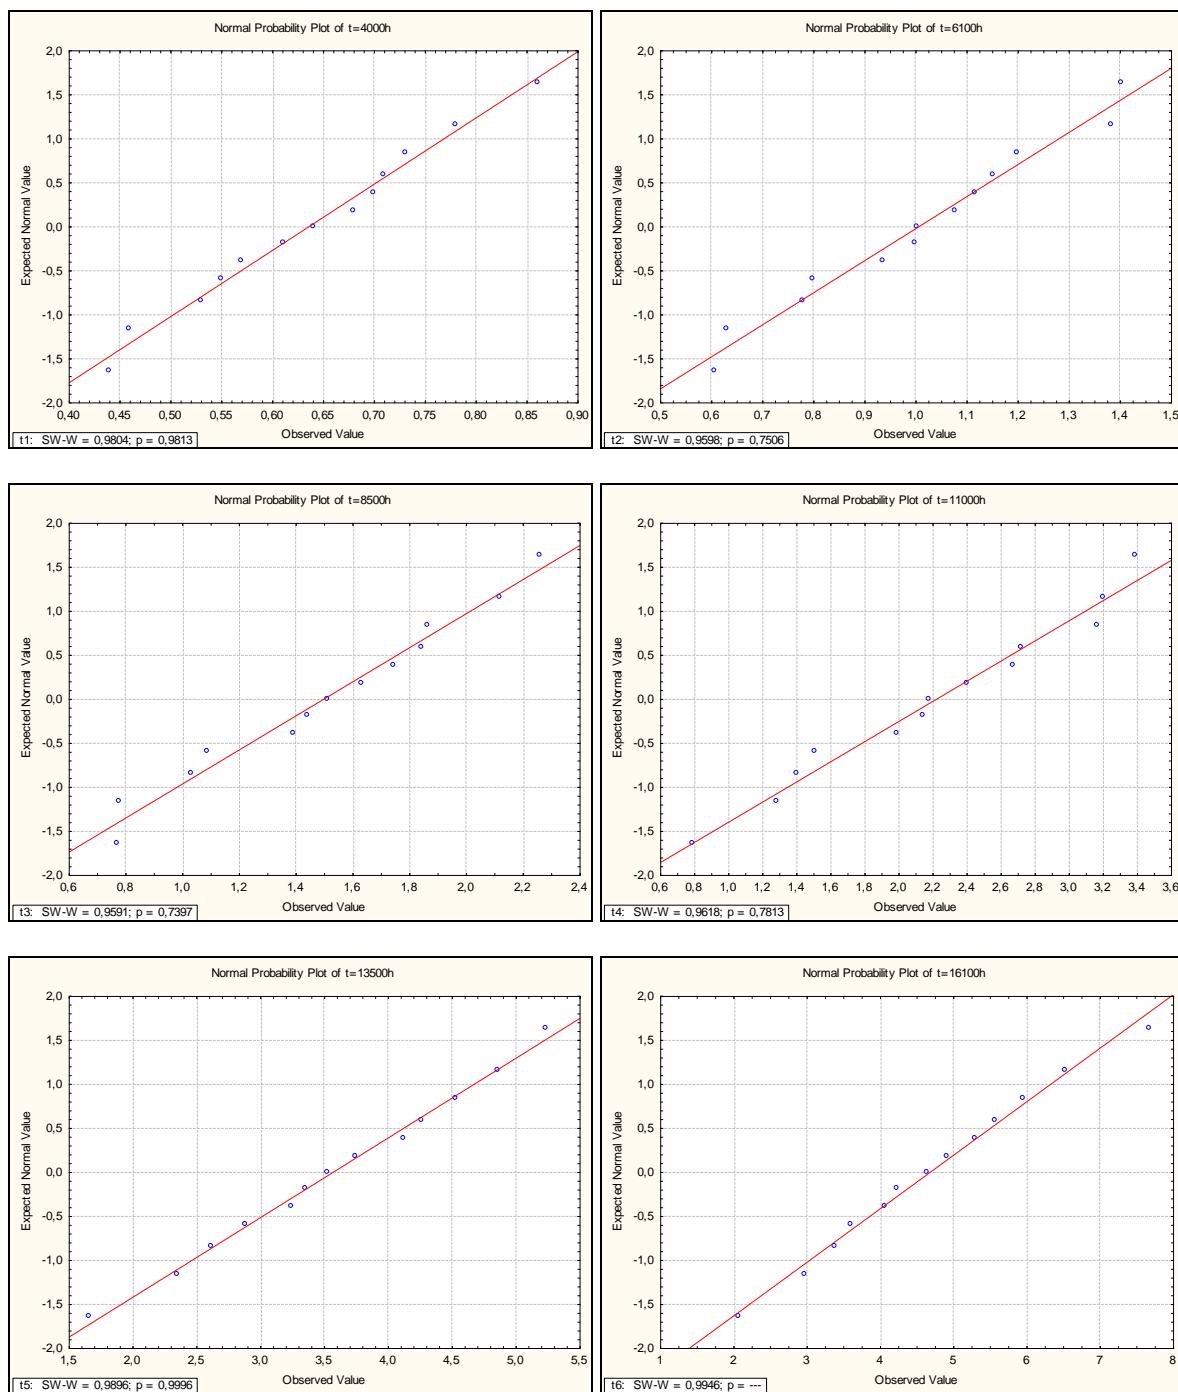 Normal Probability Plot of t=4000h
2,0
1,5
1,0
0,5
0,0
-0,5
-1,0
-1,5
-2,0
Expected Normal Value
0,40 0,45 0,50 0,55 0,60 0,65 0,70 0,75 0,80 0,85 0,90
Observed Value
t1: SW-W = 0,9804; p = 0,9813
Normal Probability Plot of t=6100h
2,0
1,5
1,0
0,5
0,0
-0,5
-1,0
-1,5
-2,0
Expected Normal Value
0,5 0,6 0,7 0,8 0,9 1,0 1,1 1,2 1,3 1,4 1,5
Observed Value
t2: SW-W = 0,9598; p = 0,7506
Normal Probability Plot of t=8500h
2,0
1,5
1,0
0,5
0,0
-0,5
-1,0
-1,5
-2,0
Expected Normal Value
0,6 0,8 1,0 1,2 1,4 1,6 1,8 2,0 2,2 2,4
Observed Value
t3: SW-W = 0,9591; p = 0,7397
Normal Probability Plot of t=11000h
2,0
1,5
1,0
0,5
0,0
-0,5
-1,0
-1,5
-2,0
Expected Normal Value
0,6 0,8 1,0 1,2 1,4 1,6 1,8 2,0 2,2 2,4 2,6 2,8 3,0 3,2 3,4 3,6
Observed Value
t4: SW-W = 0,9618; p = 0,7813
Normal Probability Plot of t=13500h
2,0
1,5
1,0
0,5
0,0
-0,5
-1,0
-1,5
-2,0
Expected Normal Value
1,5 2,0 2,5 3,0 3,5 4,0 4,5 5,0 5,5
Observed Value
t5: SW-W = 0,9896; p = 0,9996
Normal Probability Plot of t=16100h
2,0
1,5
1,0
0,5
0,0
-0,5
-1,0
-1,5
-2,0
Expected Normal Value
1 2 3 4 5 6 7 8
Observed Value
t6: SW-W = 0,9946; p = ---